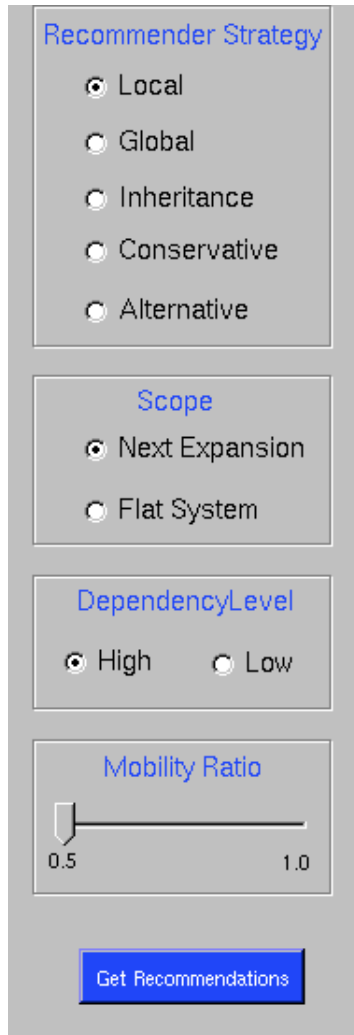 Recommender Strategy
Local
Global
Inheritance
Conservative
Alternative
Scope
Next Expansion
Flat System
DependencyLevel
High Low
Mobility Ratio
0.5 1.0
Get Recommendations